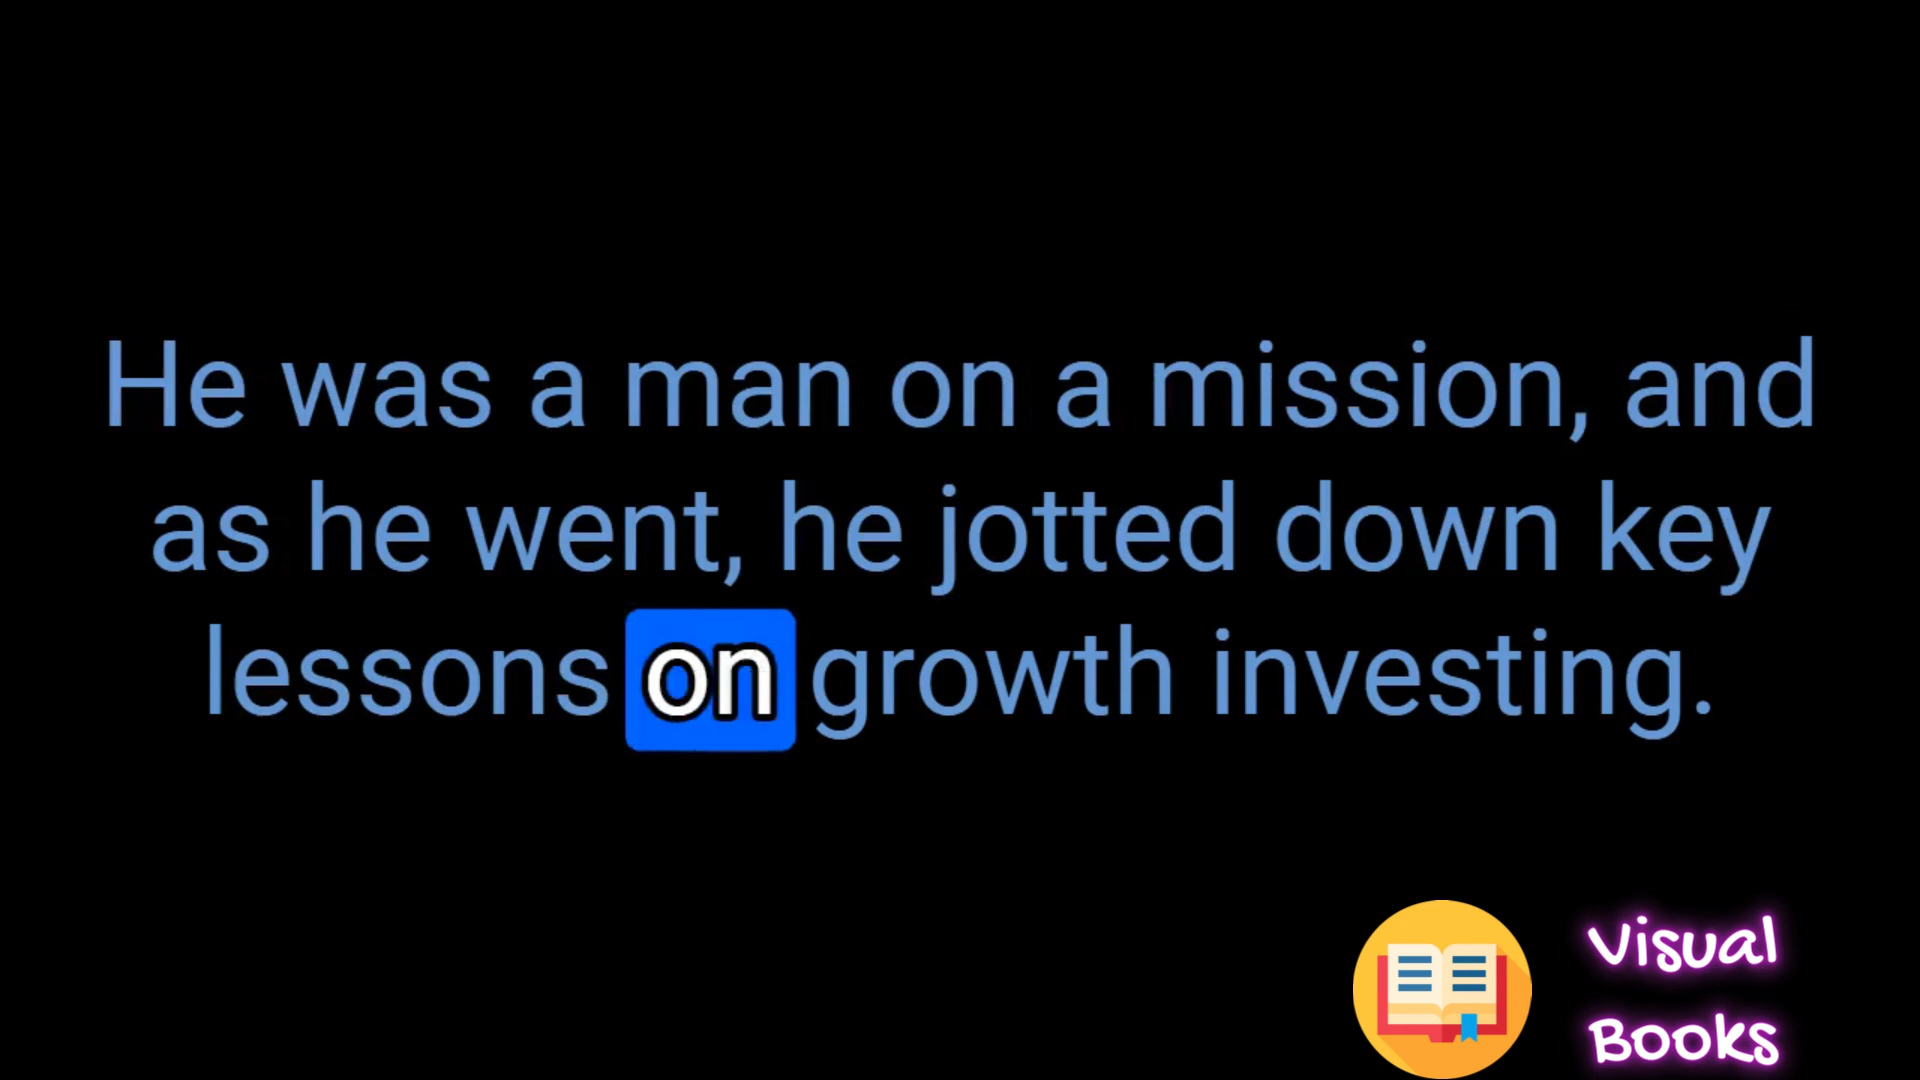 He was a man on a mission, and
as he went, he jotted down key
lessons on growth investing.
Visual
Books